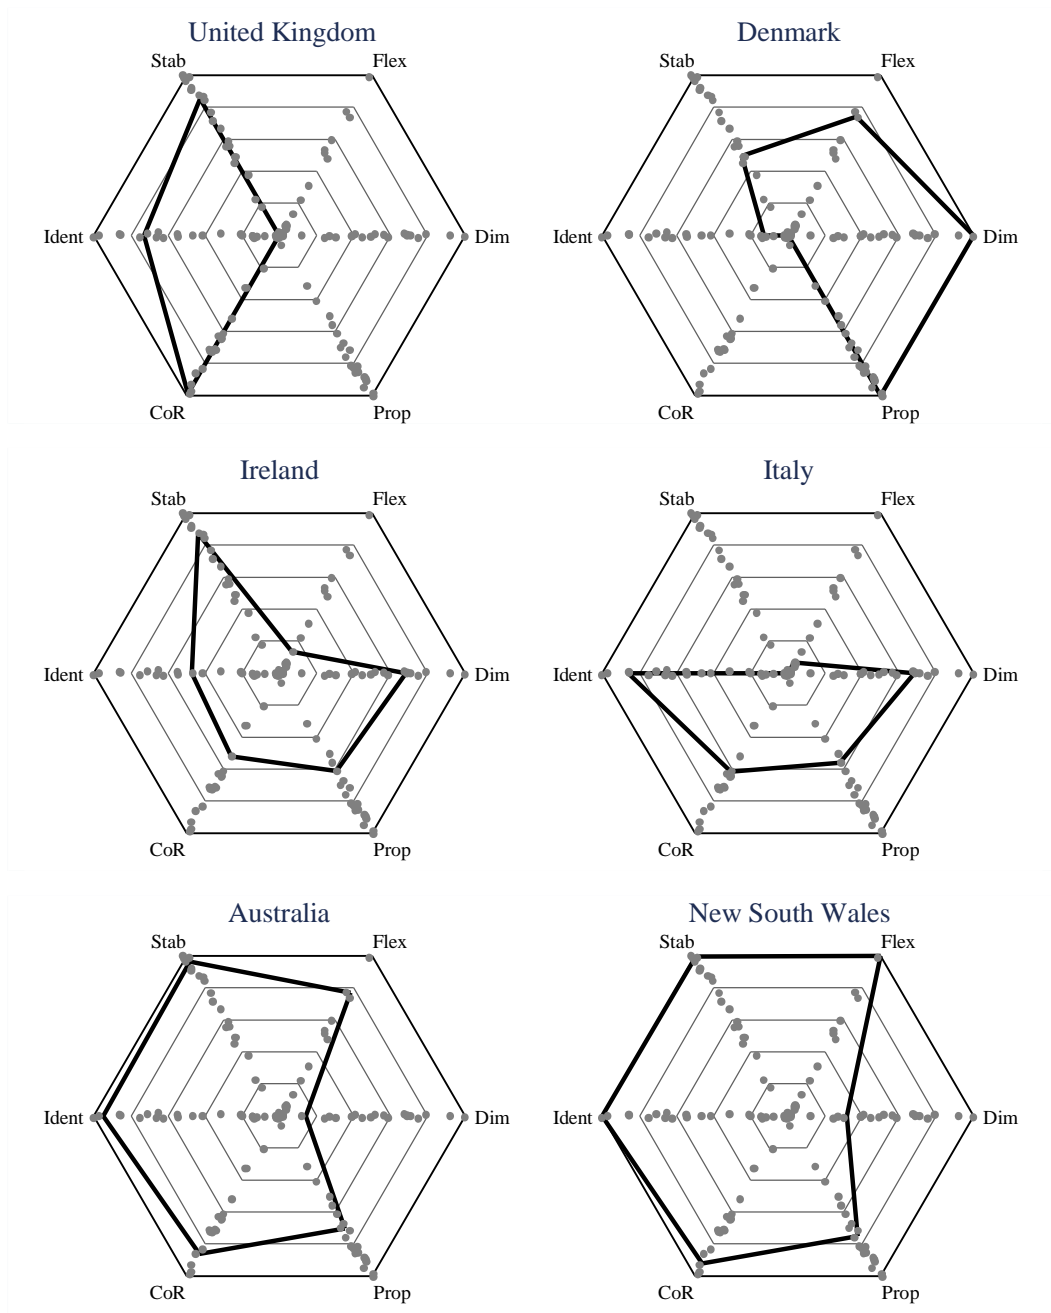 United Kingdom
Denmark
Stab
Flex
Stab
Flex
Ident
Dim
Ident
Dim
CoR
Prop
CoR
Prop
Ireland
Italy
Stab
Flex
Stab
Flex
Ident
Dim
Ident
Dim
CoR
Prop
CoR
Prop
Australia
New South Wales
Stab
Flex
Stab
Flex
Ident
Dim
Ident
Dim
CoR
Prop
CoR
Prop